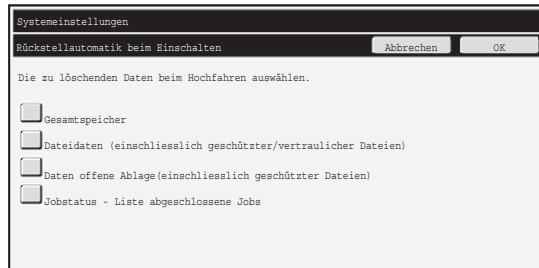 Systemeinstellungen
Rückstellautomatik beim Einschalten Abbrechen OK
Die zu löschenden Daten beim Hochfahren auswählen.
Gesamtspeicher
Dateidaten (einschliesslich geschützter/vertraulicher Dateien)
Daten offene Ablage(einschliesslich geschützter Dateien)
Jobstatus - Liste abgeschlossene Jobs